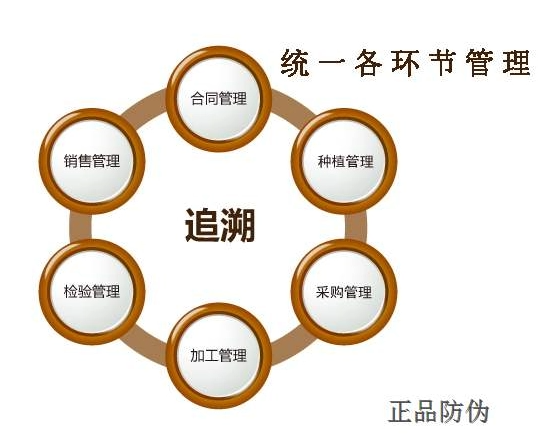 统一各环节管理
合同管理
销售管理
种植管理
追溯
检验管理
采购管理
加工管理
正品防伪